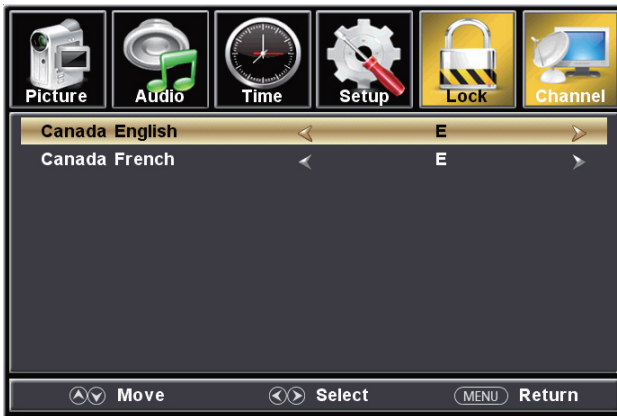 Picture Audio Time Setup Lock Channel
Canada English E
Canada French E
Move Select MENU Return